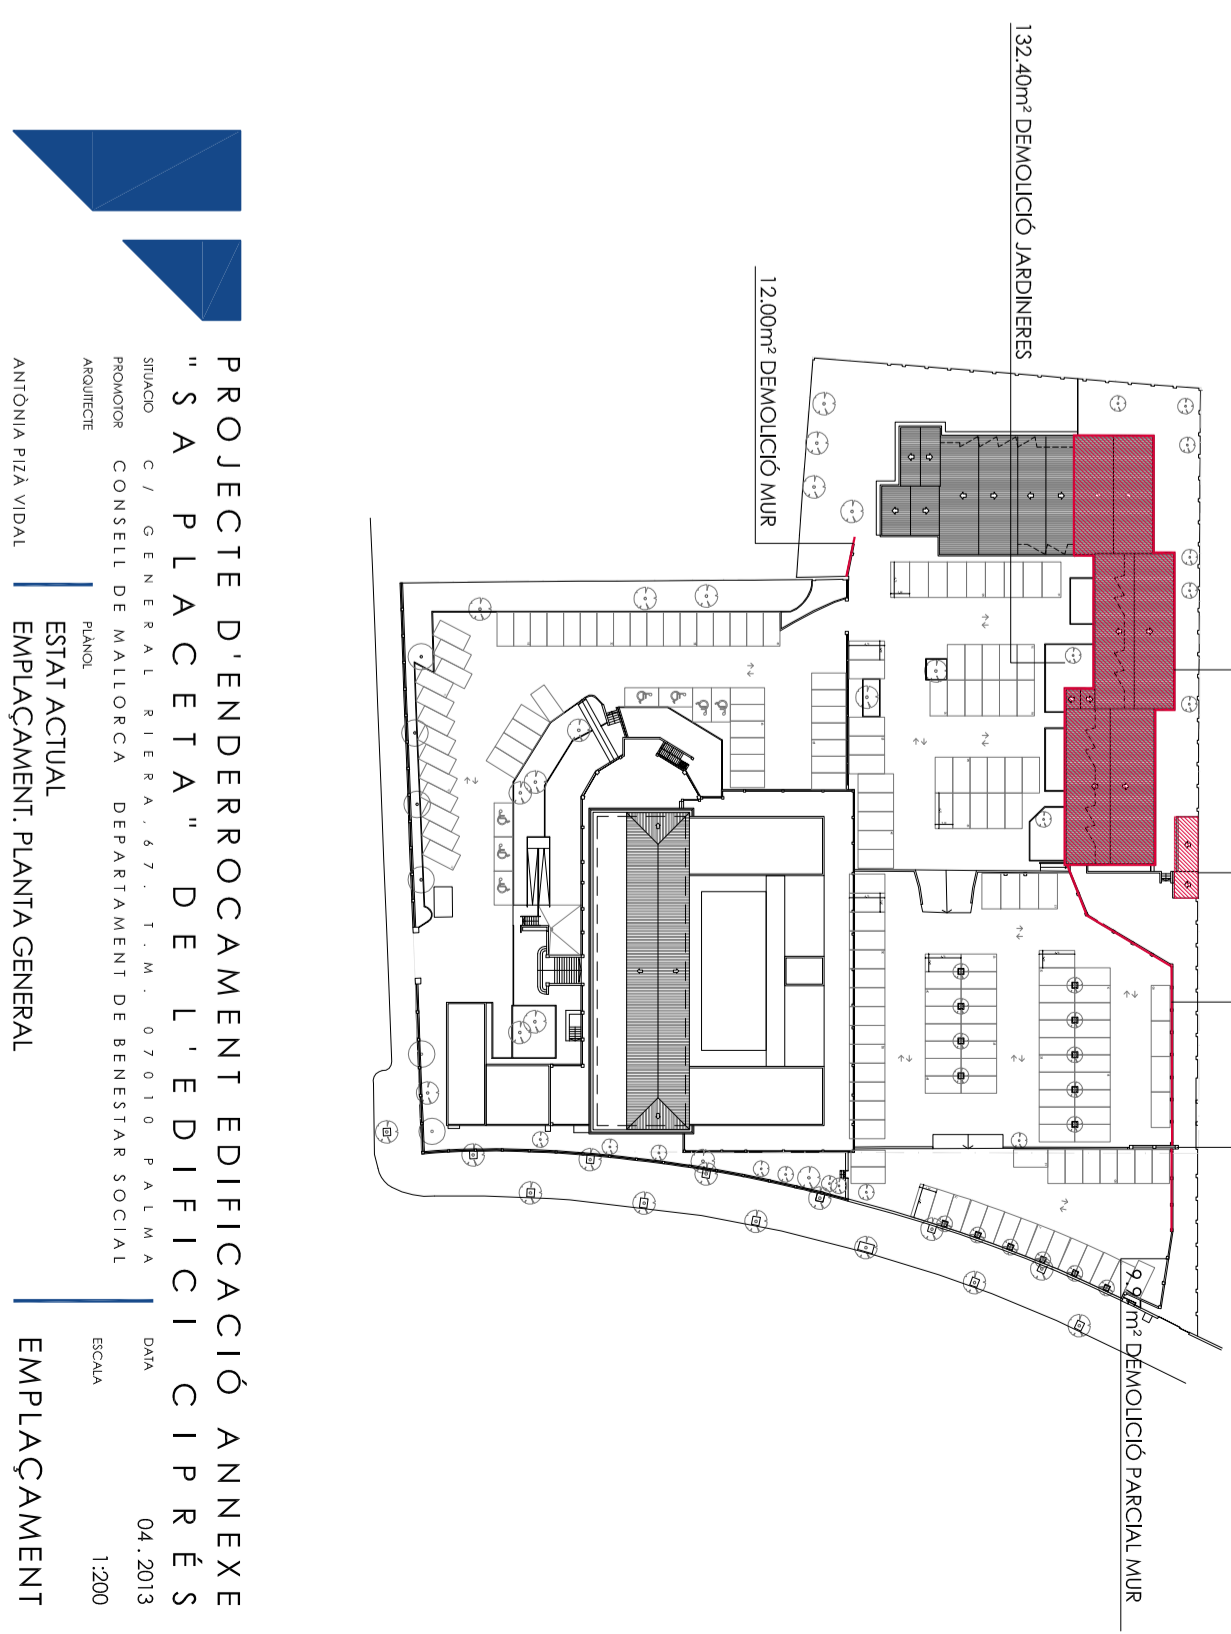 132.40m² DEMOLICIÓ JARDINERES
12.00m² DEMOLICIÓ MUR
m² DEMOLICIÓ PARCIAL MUR
PROJECTE D'ENDERROCAMENT EDIFICACIÓ ANNEXE
"SA PLACETA" DE L'EDIFICI CIPRÉS
SITUACIO C/ GENERAL RIERA, 67. T.M. 07010 PALMA
PROMOTOR CONSELL DE MALLORCA DEPARTAMENT DE BENESTAR SOCIAL
ARQUITECTE
ANTÒNIA PIZÀ VIDAL
PLÀNOL
ESTAT ACTUAL
EMPLAÇAMENT. PLANTA GENERAL
DATA 04.2013
ESCALA 1:200
EMPLAÇAMENT